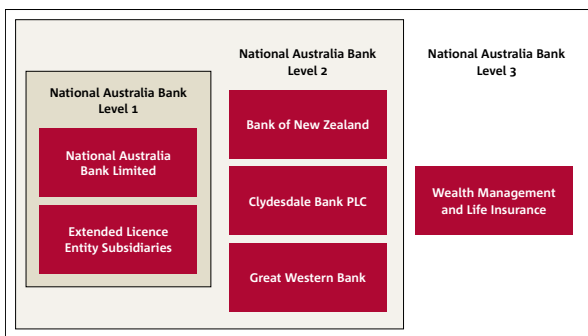 National Australia Bank
Level 1
National Australia
Bank Limited
Extended Licence
Entity Subsidiaries
National Australia Bank
Level 2
Bank of New Zealand
Clydesdale Bank PLC
Great Western Bank
National Australia Bank
Level 3
Wealth Management
and Life Insurance